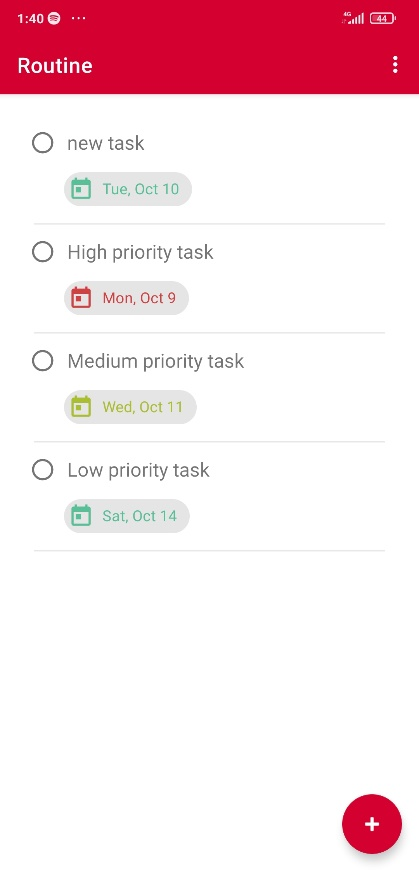 1:40
4G 44
Routine
new task
Tue, Oct 10
High priority task
Mon, Oct 9
Medium priority task
Wed, Oct 11
Low priority task
Sat, Oct 14
+